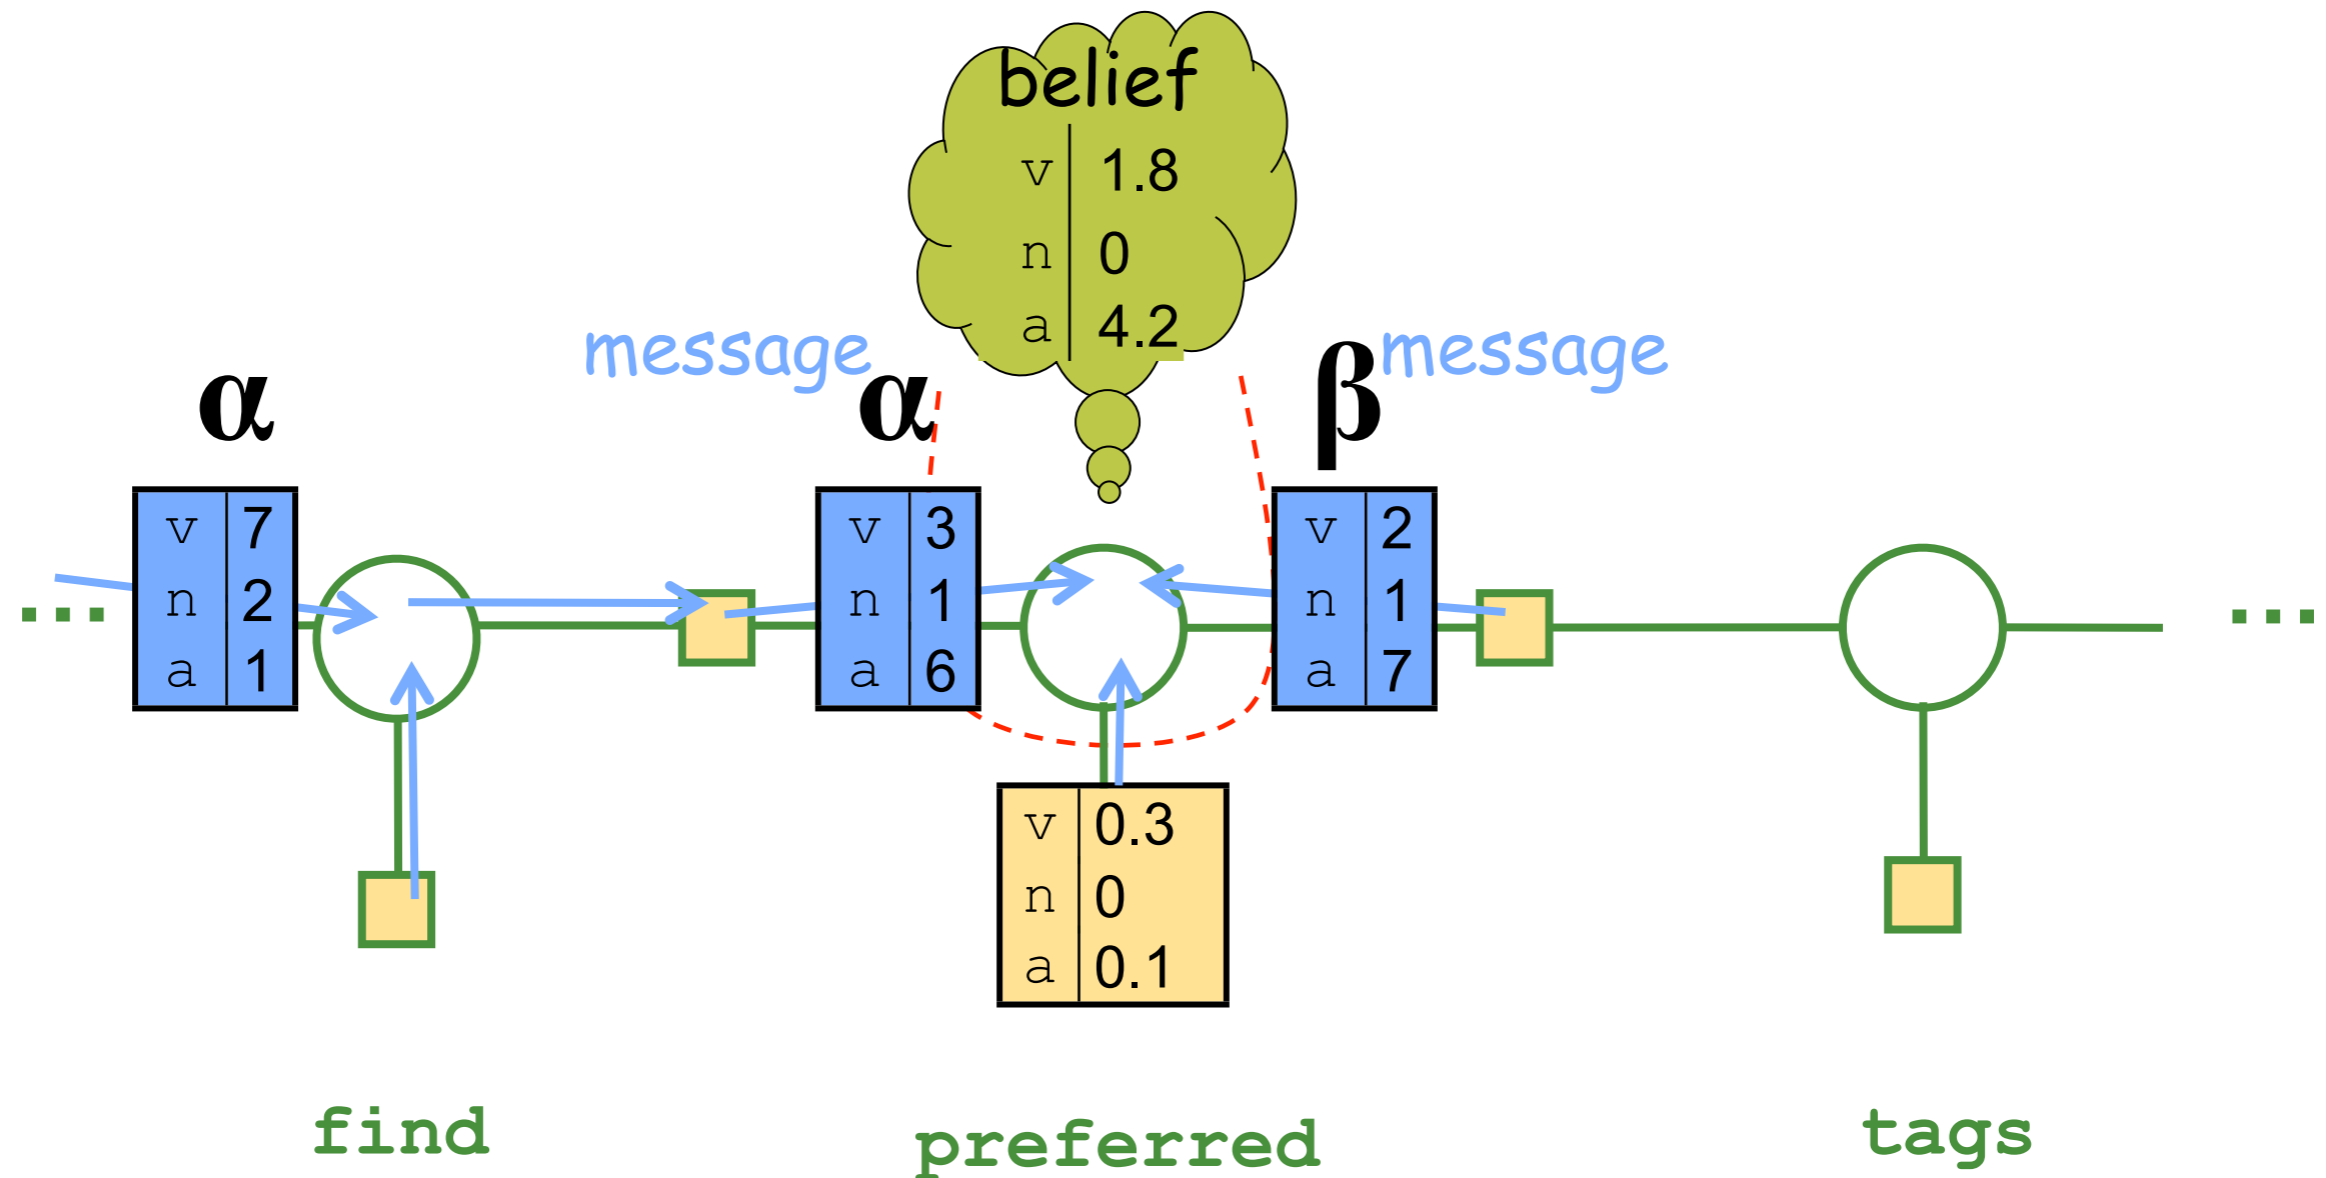 belief
v 1.8
n 0
a 4.2
message
message
α
α
β
v 7
n 2
a 1
v 3
n 1
a 6
v 2
n 1
a 7
...
...
v 0.3
n 0
a 0.1
find
preferred
tags